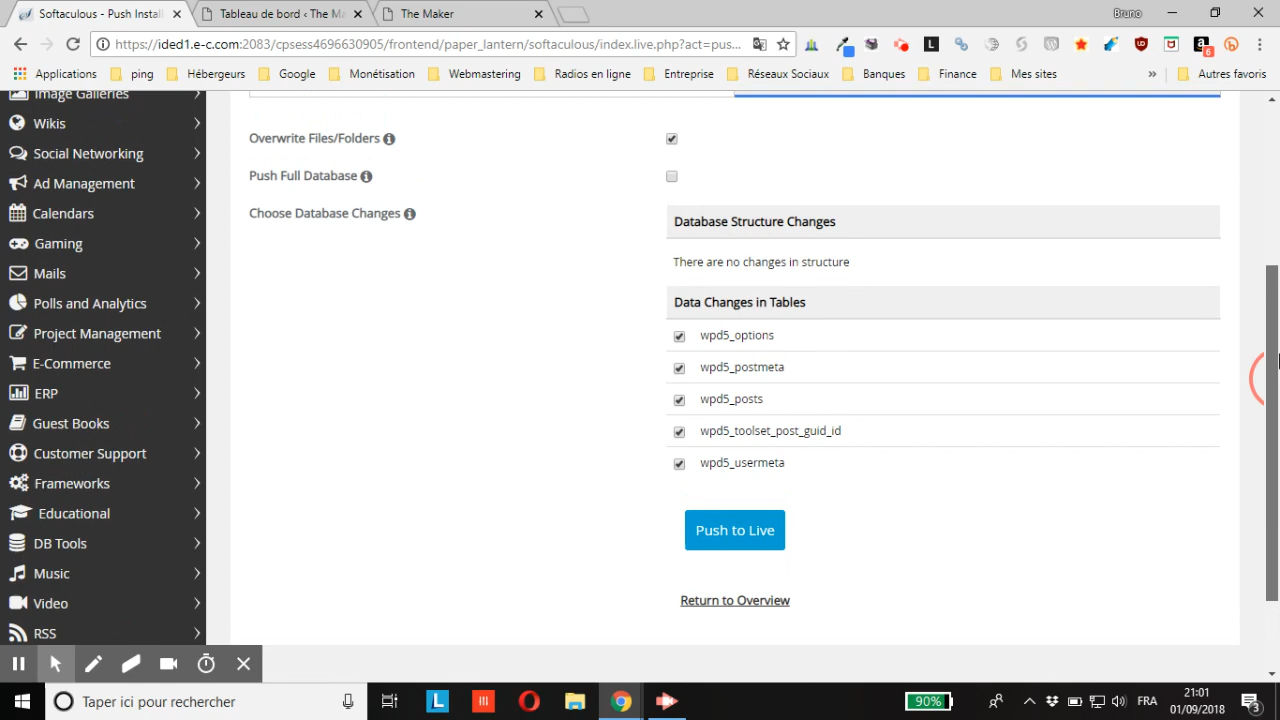 Softaculous - Push Instal
Tableau de bord ‹ The M
The Maker
Bruno
https://ided1.e-c.com:2083/cpsess4696630905/frontend/paper_lantern/softaculous/index.live.php?act=pus...
6
Applications
ping
Hébergeurs
Google
Monétisation
Webmastering
Radios en ligne
Entreprise
Réseaux Sociaux
Banques
Finance
Mes sites
»
Autres favoris
Image Galleries
Wikis
Social Networking
Ad Management
Calendars
Gaming
Mails
Polls and Analytics
Project Management
E-Commerce
ERP
Guest Books
Customer Support
Frameworks
Educational
DB Tools
Music
Video
RSS
Overwrite Files/Folders
Push Full Database
Choose Database Changes
Database Structure Changes
There are no changes in structure
Data Changes in Tables
wpd5_options
wpd5_postmeta
wpd5_posts
wpd5_toolset_post_guid_id
wpd5_usermeta
Push to Live
Return to Overview
Taper ici pour rechercher
L
90%
FRA
21:01
01/09/2018
3